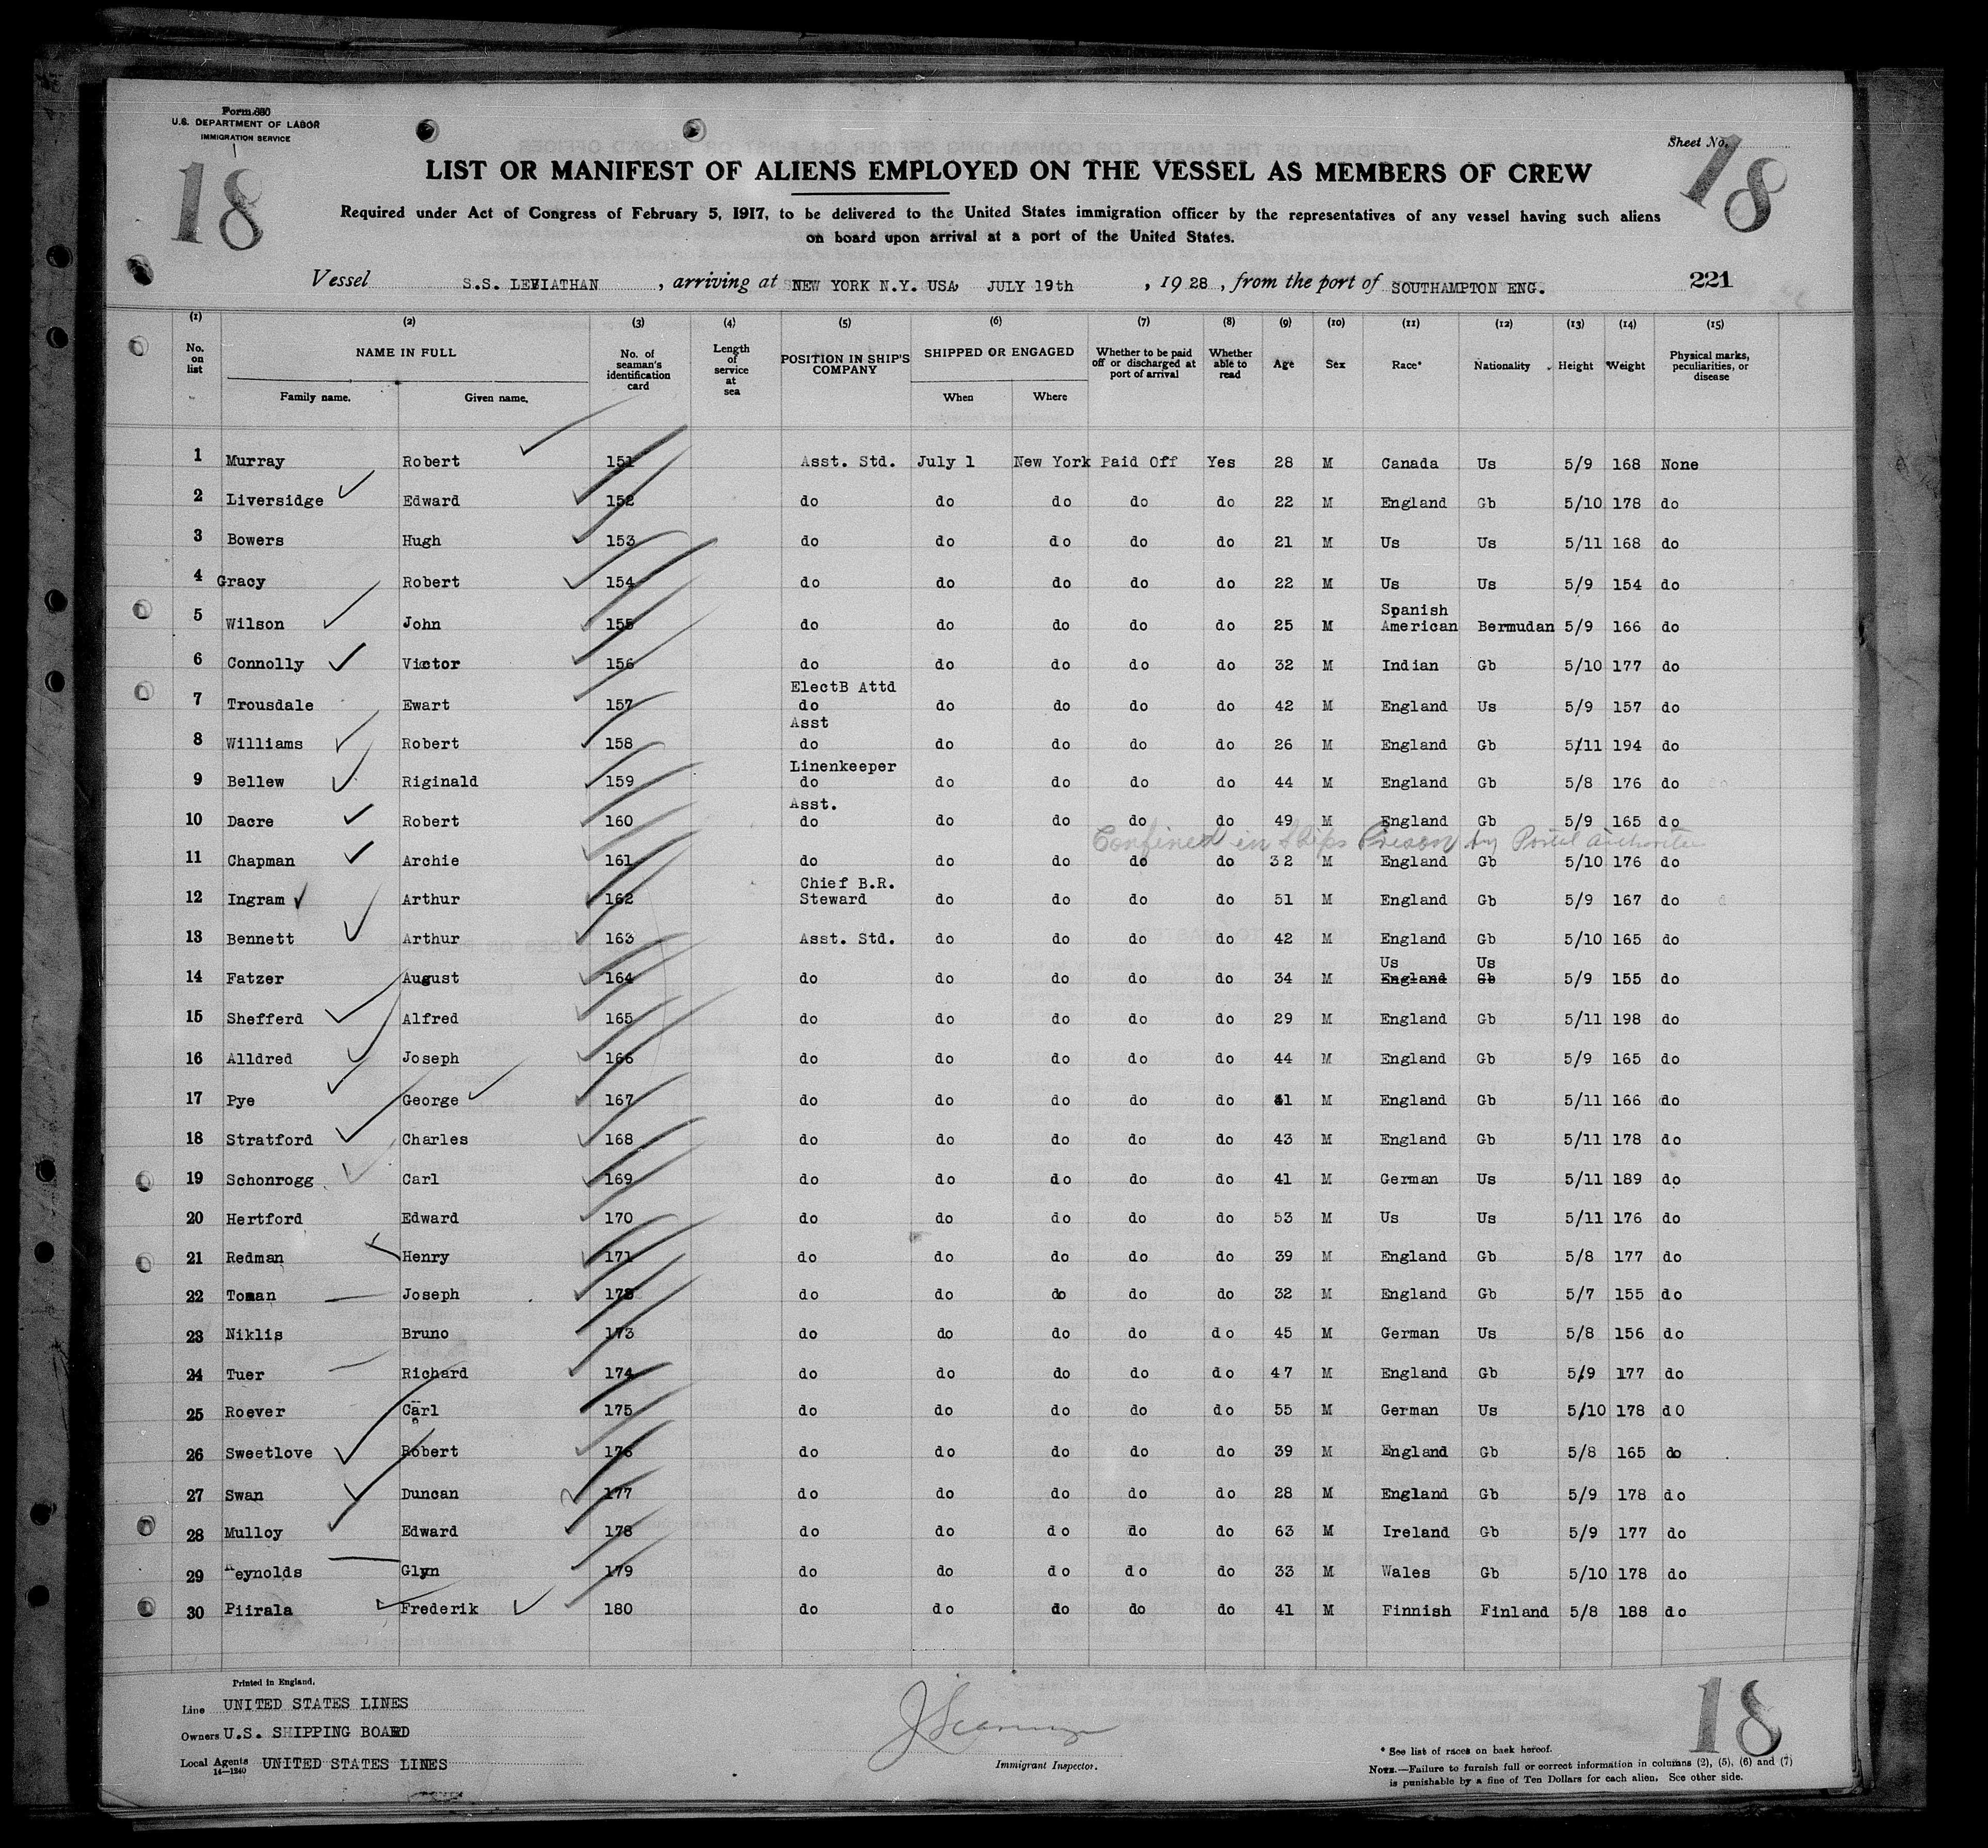 Form 680
U.S. DEPARTMENT OF LABOR
IMMIGRATION SERVICE
18
Sheet No.
18
LIST OR MANIFEST OF ALIENS EMPLOYED ON THE VESSEL AS MEMBERS OF CREW
Required under Act of Congress of February 5, 1917, to be delivered to the United States immigration officer by the representatives of any vessel having such aliens
on board upon arrival at a port of the United States.
Vessel S.S. LEVIATHAN , arriving at NEW YORK N.Y. USA, JULY 19th , 1928 , from the port of SOUTHAMPTON ENG. 221
(1) (2) (3) (4) (5) (6) (7) (8) (9) (10) (11) (12) (13) (14) (15)
No. on list NAME IN FULL Family name. Given name. No. of seaman's identification card Length of service at sea POSITION IN SHIP'S COMPANY SHIPPED OR ENGAGED When Where Whether to be paid off or discharged at port of arrival Whether able to read Age Sex Race* Nationality Height Weight Physical marks, peculiarities, or disease
1 Murray Robert 151 Asst. Std. July 1 New York Paid Off Yes 28 M Canada Us 5/9 168 None
2 Liversidge Edward 152 do do do do do 22 M England Gb 5/10 178 do
3 Bowers Hugh 153 do do do do do 21 M Us Us 5/11 168 do
4 Gracy Robert 154 do do do do do 22 M Us Us 5/9 154 do
5 Wilson John 155 do do do do do 25 M Spanish American Bermudan 5/9 166 do
6 Connolly Victor 156 do do do do do 32 M Indian Gb 5/10 177 do
7 Trousdale Ewart 157 ElectB Attd do do do do do 42 M England Us 5/9 157 do
8 Williams Robert 158 Asst do do do do do 26 M England Gb 5/11 194 do
9 Bellew Riginald 159 Linenkeeper do do do do do 44 M England Gb 5/8 176 do
10 Dacre Robert 160 Asst. do do do do do 49 M England Gb 5/9 165 do
Confined in Ships Prison by Postal Authorities
11 Chapman Archie 161 do do do do do 32 M England Gb 5/10 176 do
12 Ingram Arthur 162 Chief B.R. Steward do do do do 51 M England Gb 5/9 167 do
13 Bennett Arthur 163 Asst. Std. do do do do 42 M England Gb 5/10 165 do
Us Us
14 Fatzer August 164 do do do do do 34 M England Gb 5/9 155 do
15 Shefferd Alfred 165 do do do do do 29 M England Gb 5/11 198 do
16 Alldred Joseph 166 do do do do do 44 M England Gb 5/9 165 do
17 Pye George 167 do do do do do 41 M England Gb 5/11 166 do
18 Stratford Charles 168 do do do do do 43 M England Gb 5/11 178 do
19 Schonrogg Carl 169 do do do do do 41 M German Us 5/11 189 do
20 Hertford Edward 170 do do do do do 53 M Us Us 5/11 176 do
21 Redman Henry 171 do do do do do 39 M England Gb 5/8 177 do
22 Toman Joseph 172 do do do do do 32 M England Gb 5/7 155 do
23 Niklis Bruno 173 do do do do do 45 M German Us 5/8 156 do
24 Tuer Richard 174 do do do do do 47 M England Gb 5/9 177 do
25 Roever Carl 175 do do do do do 55 M German Us 5/10 178 dO
26 Sweetlove Robert 176 do do do do do 39 M England Gb 5/8 165 do
27 Swan Duncan 177 do do do do do 28 M England Gb 5/9 178 do
28 Mulloy Edward 178 do do do do do 63 M Ireland Gb 5/9 177 do
29 Reynolds Glyn 179 do do do do do 33 M Wales Gb 5/10 178 do
30 Piirala Frederik 180 do do do do do 41 M Finnish Finland 5/8 188 do
Printed in England.
Line UNITED STATES LINES
Owners U.S. SHIPPING BOARD
Local Agents UNITED STATES LINES
14—1240
Immigrant Inspector.
18
* See list of races on back hereof.
NOTE.—Failure to furnish full or correct information in columns (2), (5), (6) and (7)
is punishable by a fine of Ten Dollars for each alien. See other side.